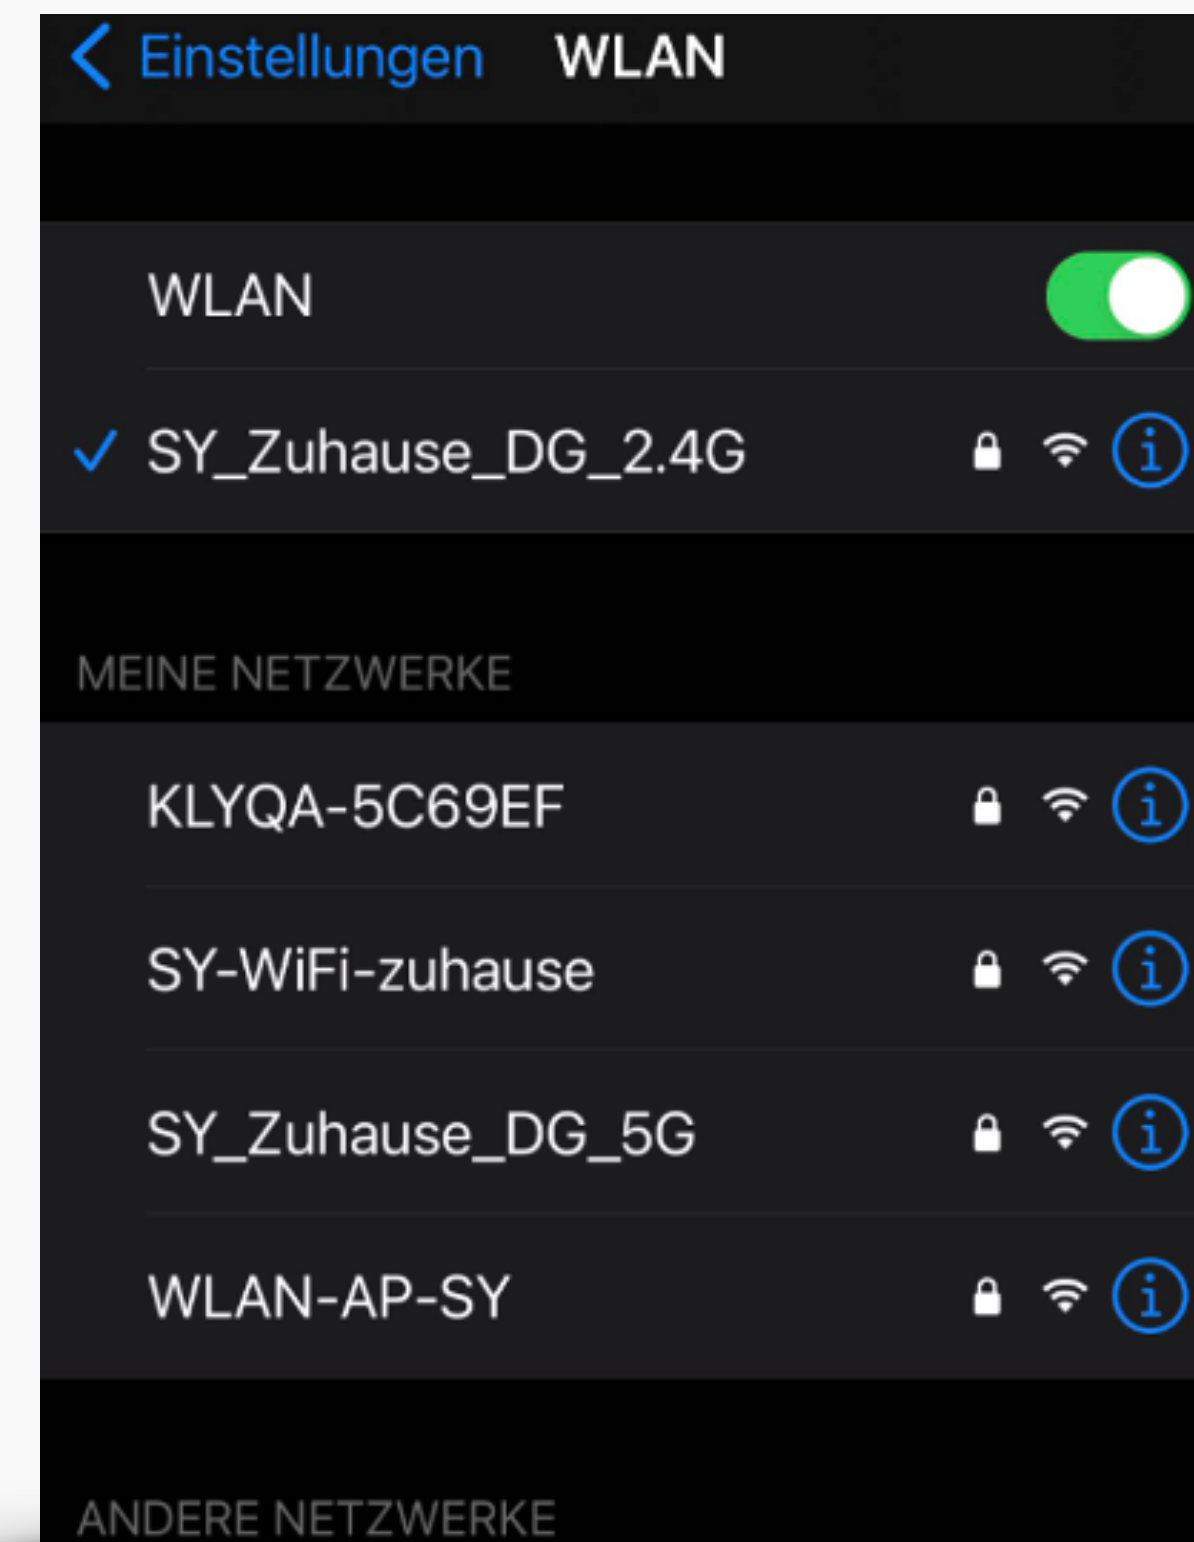 Einstellungen WLAN
WLAN
SY_Zuhause_DG_2.4G
MEINE NETZWERKE
KLYQA-5C69EF
SY-WiFi-zuhause
SY_Zuhause_DG_5G
WLAN-AP-SY
ANDERE NETZWERKE